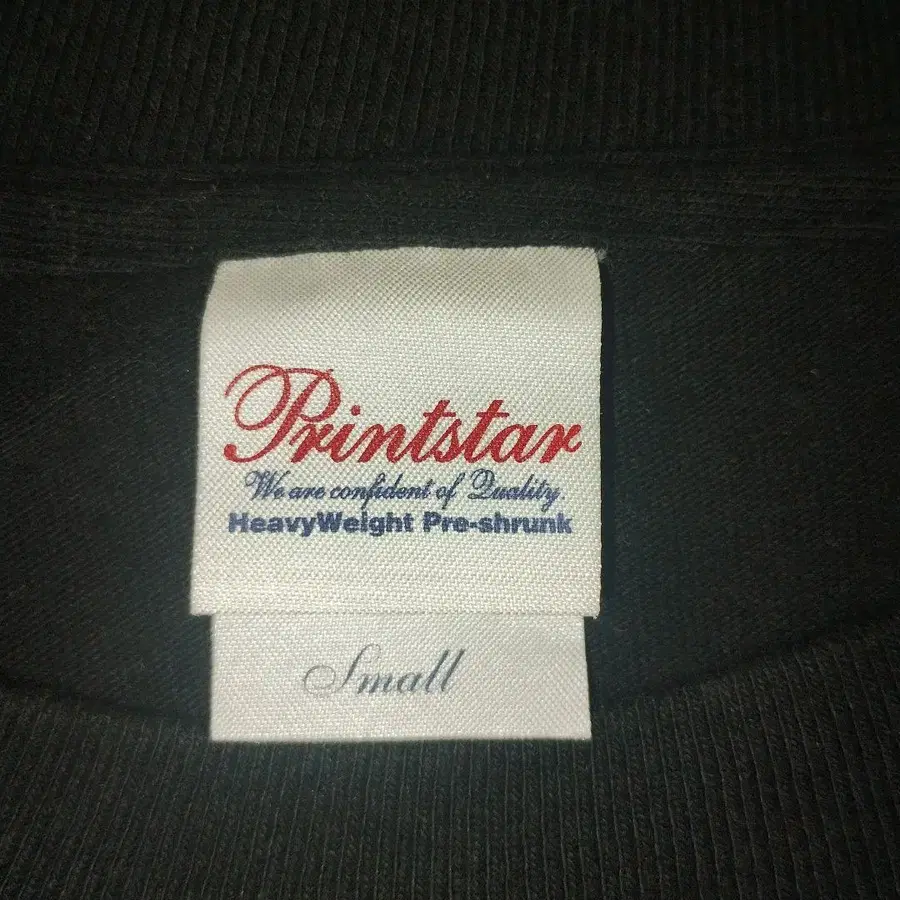 Printstar
We are confident of Quality
HeavyWeight Pre-shrunk
Small